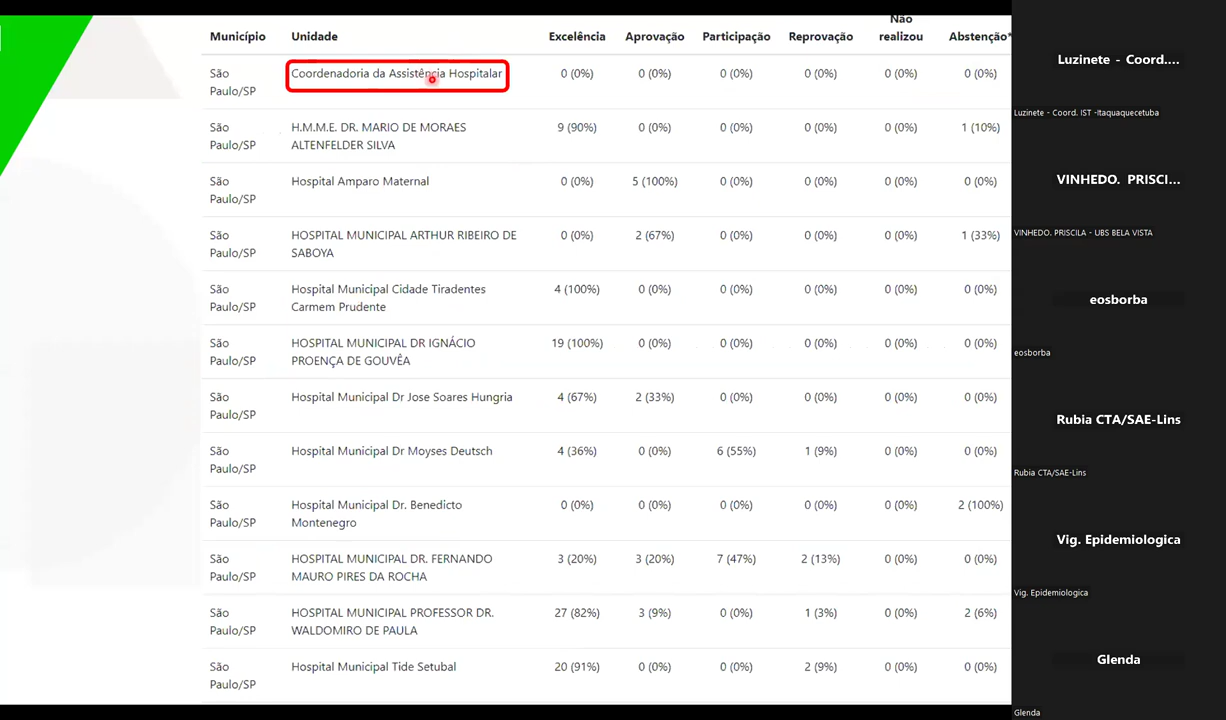 Município Unidade Excelência Aprovação Participação Reprovação Não realizou Abstenção*
São Paulo/SP Coordenadoria da Assistência Hospitalar 0 (0%) 0 (0%) 0 (0%) 0 (0%) 0 (0%) 0 (0%)
São Paulo/SP H.M.M.E. DR. MARIO DE MORAES ALTENFELDER SILVA 9 (90%) 0 (0%) 0 (0%) 0 (0%) 0 (0%) 1 (10%)
São Paulo/SP Hospital Amparo Maternal 0 (0%) 5 (100%) 0 (0%) 0 (0%) 0 (0%) 0 (0%)
São Paulo/SP HOSPITAL MUNICIPAL ARTHUR RIBEIRO DE SABOYA 0 (0%) 2 (67%) 0 (0%) 0 (0%) 0 (0%) 1 (33%)
São Paulo/SP Hospital Municipal Cidade Tiradentes Carmem Prudente 4 (100%) 0 (0%) 0 (0%) 0 (0%) 0 (0%) 0 (0%)
São Paulo/SP HOSPITAL MUNICIPAL DR IGNÁCIO PROENÇA DE GOUVÊA 19 (100%) 0 (0%) 0 (0%) 0 (0%) 0 (0%) 0 (0%)
São Paulo/SP Hospital Municipal Dr Jose Soares Hungria 4 (67%) 2 (33%) 0 (0%) 0 (0%) 0 (0%) 0 (0%)
São Paulo/SP Hospital Municipal Dr Moyses Deutsch 4 (36%) 0 (0%) 6 (55%) 1 (9%) 0 (0%) 0 (0%)
São Paulo/SP Hospital Municipal Dr. Benedicto Montenegro 0 (0%) 0 (0%) 0 (0%) 0 (0%) 0 (0%) 2 (100%)
São Paulo/SP HOSPITAL MUNICIPAL DR. FERNANDO MAURO PIRES DA ROCHA 3 (20%) 3 (20%) 7 (47%) 2 (13%) 0 (0%) 0 (0%)
São Paulo/SP HOSPITAL MUNICIPAL PROFESSOR DR. WALDOMIRO DE PAULA 27 (82%) 3 (9%) 0 (0%) 1 (3%) 0 (0%) 2 (6%)
São Paulo/SP Hospital Municipal Tide Setubal 20 (91%) 0 (0%) 0 (0%) 2 (9%) 0 (0%) 0 (0%)
Luzinete - Coord....
Luzinete - Coord. IST -Itaquaquecetuba
VINHEDO. PRISCI...
VINHEDO. PRISCILA - UBS BELA VISTA
eosborba
eosborba
Rubia CTA/SAE-Lins
Rubia CTA/SAE-Lins
Vig. Epidemiologica
Vig. Epidemiologica
Glenda
Glenda